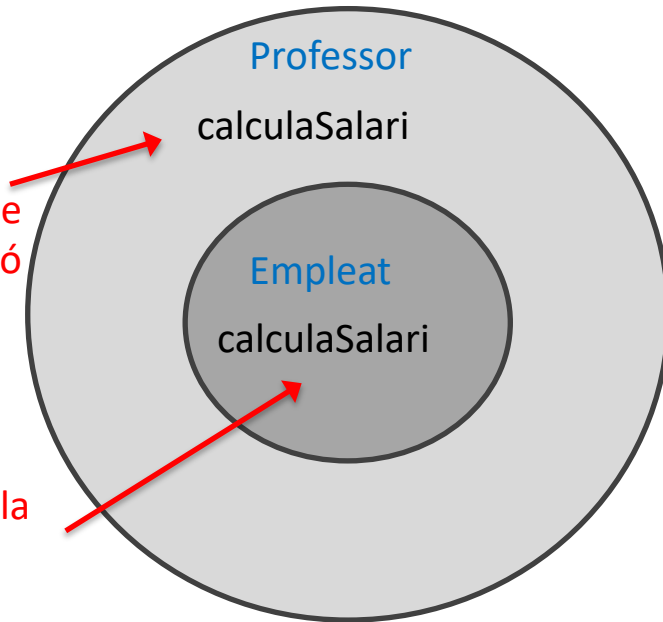 Professor
calculaSalari
e
ó
Empleat
calculaSalari
la